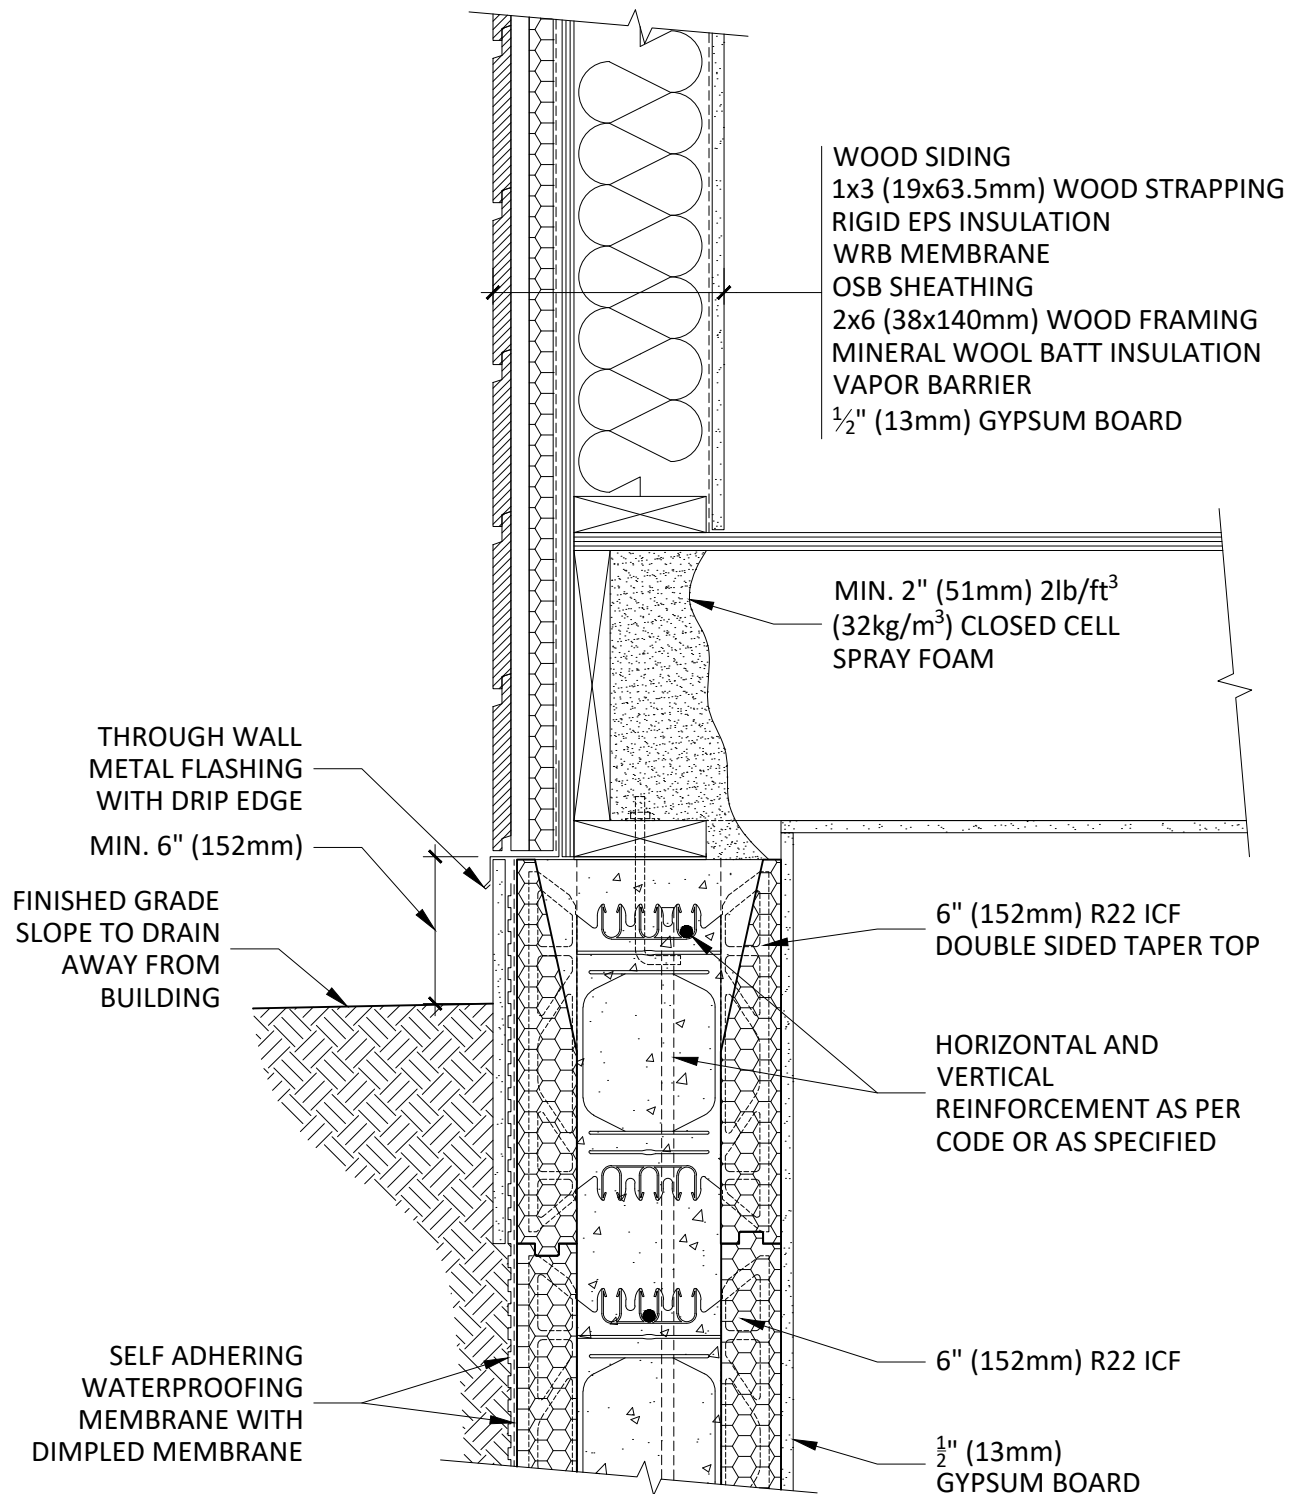 WOOD SIDING
1x3 (19x63.5mm) WOOD STRAPPING
RIGID EPS INSULATION
WRB MEMBRANE
OSB SHEATHING
2x6 (38x140mm) WOOD FRAMING
MINERAL WOOL BATT INSULATION
VAPOR BARRIER
½" (13mm) GYPSUM BOARD
MIN. 2" (51mm) 2lb/ft³
(32kg/m³) CLOSED CELL
SPRAY FOAM
THROUGH WALL
METAL FLASHING
WITH DRIP EDGE
MIN. 6" (152mm)
FINISHED GRADE
SLOPE TO DRAIN
AWAY FROM
BUILDING
6" (152mm) R22 ICF
DOUBLE SIDED TAPER TOP
HORIZONTAL AND
VERTICAL
REINFORCEMENT AS PER
CODE OR AS SPECIFIED
SELF ADHERING
WATERPROOFING
MEMBRANE WITH
DIMPLED MEMBRANE
6" (152mm) R22 ICF
½" (13mm)
GYPSUM BOARD